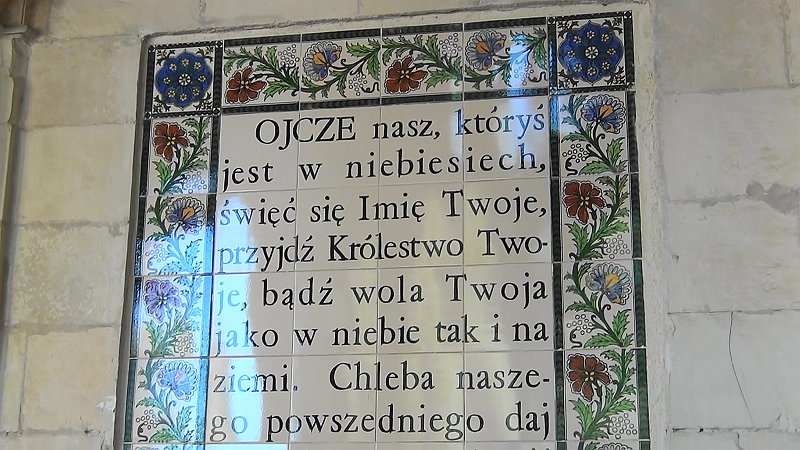 OJCZE nasz, któryś
jest w niebiesiech,
święć się Imię Twoje,
przyjdź Królestwo Two-
je, bądź wola Twoja
jako w niebie tak i na
ziemi. Chleba nasze-
go powszedniego daj